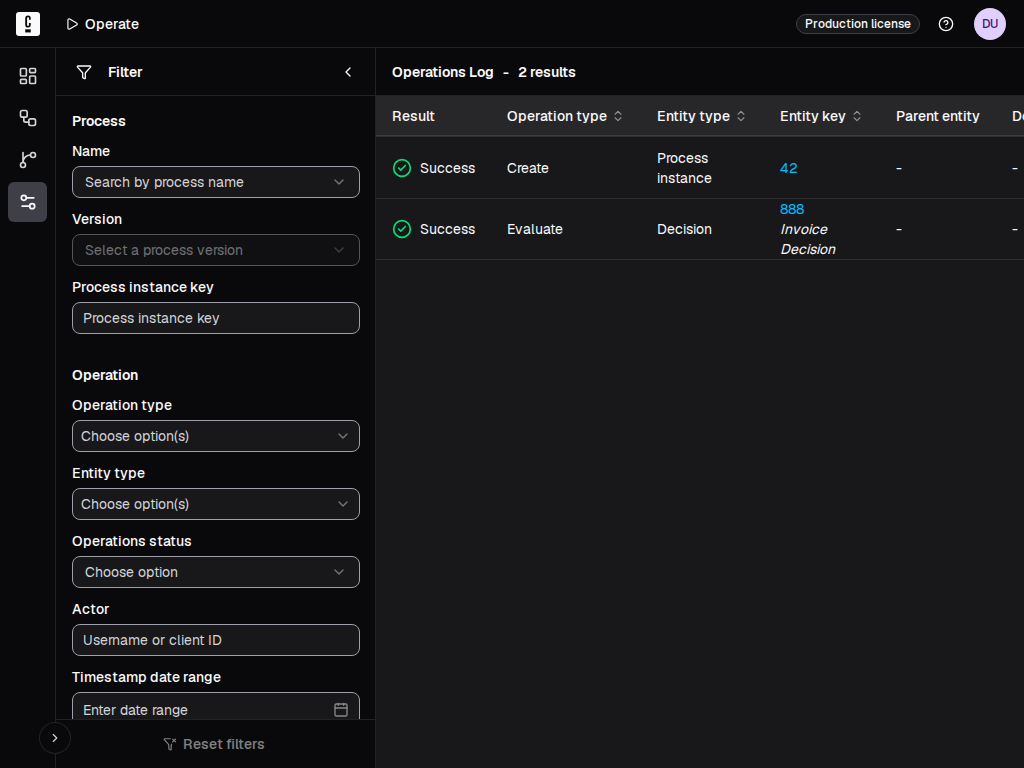 Operate
Production license
DU
Filter
Operations Log - 2 results
Process
Name
Search by process name
Version
Select a process version
Process instance key
Process instance key
Operation
Operation type
Choose option(s)
Entity type
Choose option(s)
Operations status
Choose option
Actor
Username or client ID
Timestamp date range
Enter date range
Reset filters
Result Operation type Entity type Entity key Parent entity
Success Create Process instance 42 - -
Success Evaluate Decision 888 Invoice Decision - -